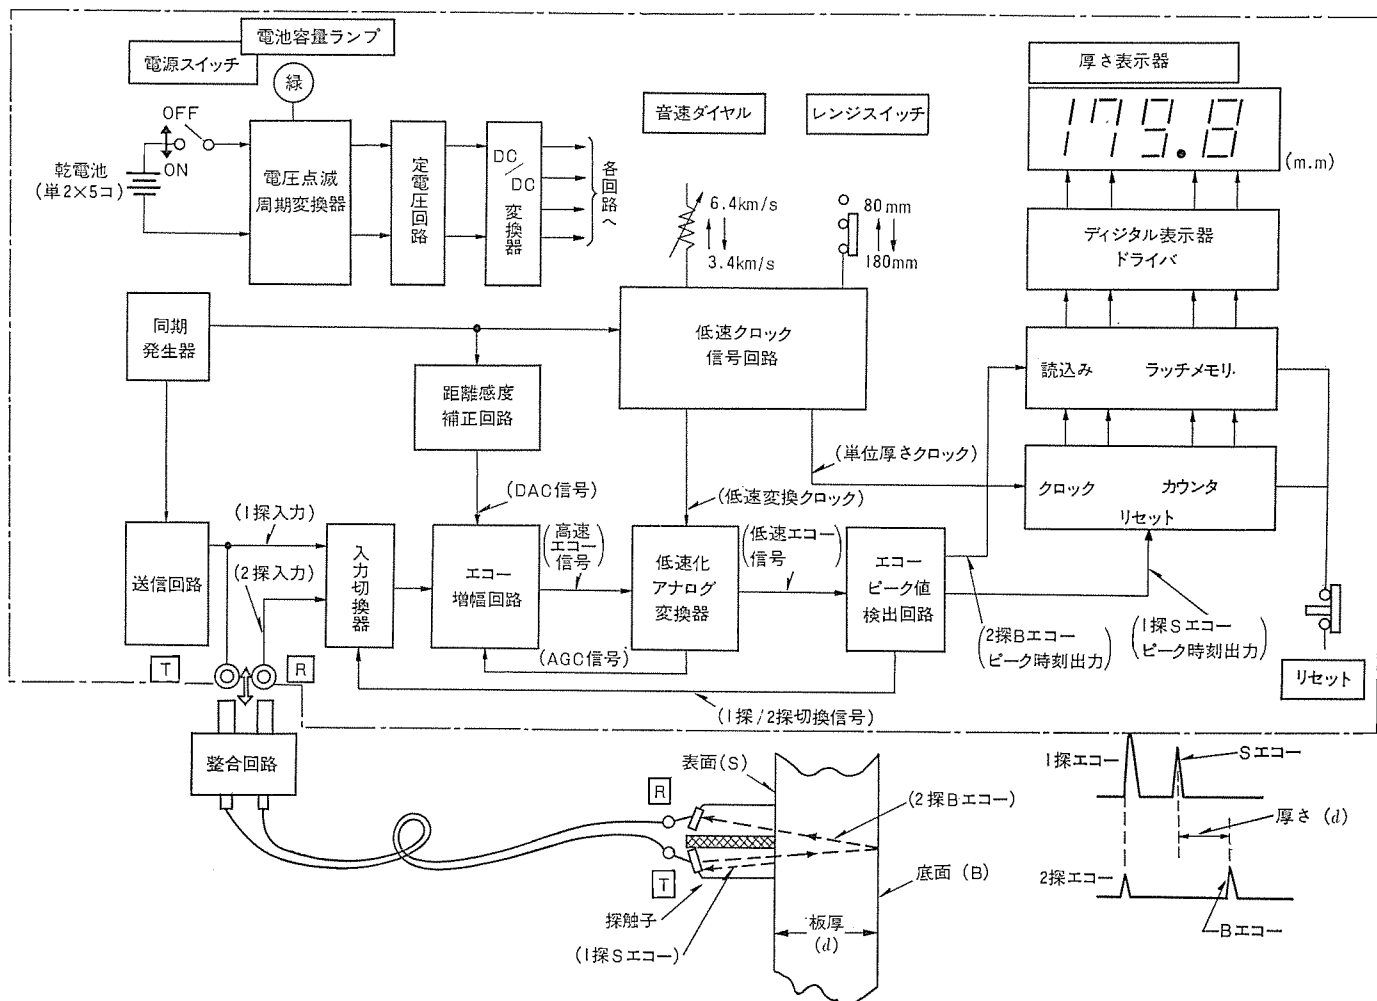 電池容量ランプ
電源スイッチ
緑
OFF
ON
乾電池
(単2×5コ)
電圧点滅
周期変換器
定電圧回路
DC/DC
変換器
各回路へ
音速ダイヤル
レンジスイッチ
6.4km/s
3.4km/s
80mm
180mm
厚さ表示器
179.8
(m.m)
ディジタル表示器
ドライバ
同期
発生器
低速クロック
信号回路
読込み
ラッチメモリ
距離感度
補正回路
(単位厚さクロック)
クロック
カウンタ
リセット
(DAC信号)
(低速変換クロック)
(1探入力)
(2探入力)
送信回路
入力切換器
エコー
増幅回路
(高速
エコー
信号)
低速化
アナログ
変換器
(低速エコー
信号)
エコー
ピーク値
検出回路
(2探Bエコー
ピーク時刻出力)
(1探Sエコー
ピーク時刻出力)
(AGC信号)
(1探/2探切換信号)
リセット
T
R
整合回路
表面(S)
R
(2探Bエコー)
T
底面(B)
探触子
(1探Sエコー)
板厚
(d)
1探エコー
Sエコー
厚さ(d)
2探エコー
Bエコー